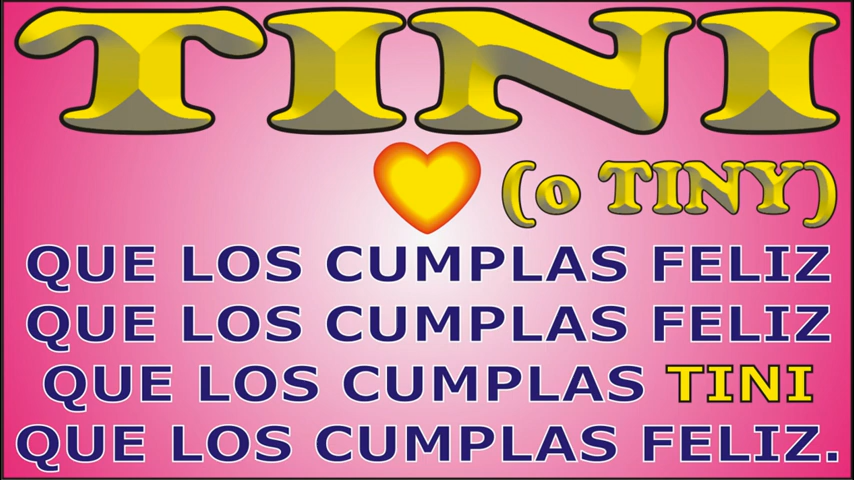 TINI
(o TINY)
QUE LOS CUMPLAS FELIZ
QUE LOS CUMPLAS FELIZ
QUE LOS CUMPLAS TINI
QUE LOS CUMPLAS FELIZ.